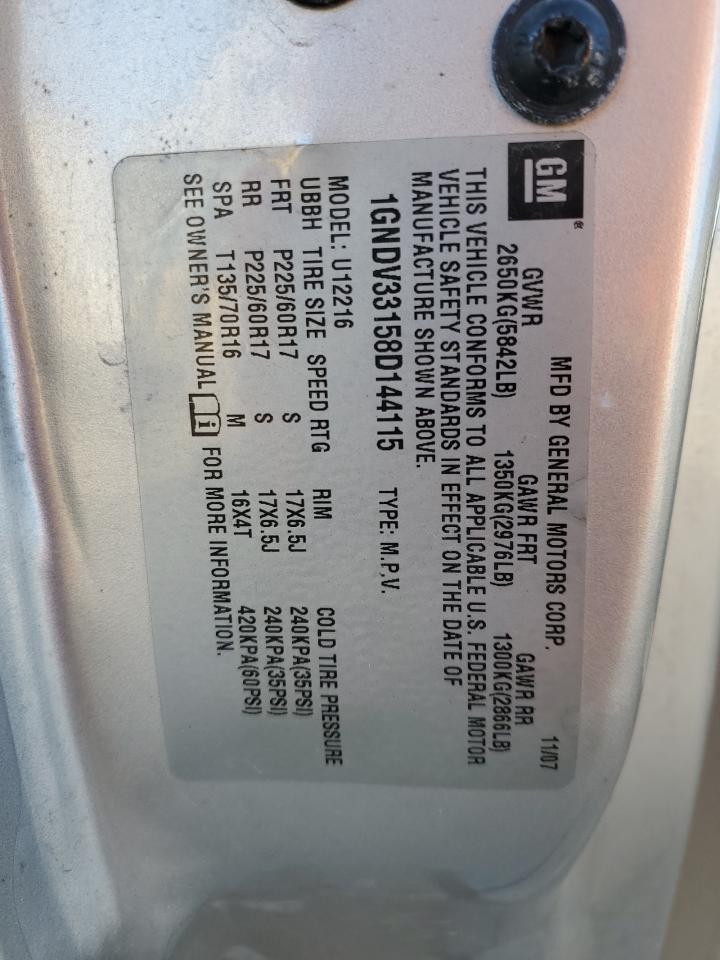 GM®
MFD BY GENERAL MOTORS CORP. 11/07
GVWR GAWR FRT GAWR RR
2650KG(5842LB) 1350KG(2976LB) 1300KG(2866LB)
THIS VEHICLE CONFORMS TO ALL APPLICABLE U.S. FEDERAL MOTOR
VEHICLE SAFETY STANDARDS IN EFFECT ON THE DATE OF
MANUFACTURE SHOWN ABOVE.
1GNDV33158D144115 TYPE: M.P.V.
MODEL: U12216
UBBH TIRE SIZE SPEED RTG RIM COLD TIRE PRESSURE
FRT P225/60R17 S 17X6.5J 240KPA(35PSI)
RR P225/60R17 S 17X6.5J 240KPA(35PSI)
SPA T135/70R16 M 16X4T 420KPA(60PSI)
SEE OWNER'S MANUAL i FOR MORE INFORMATION.